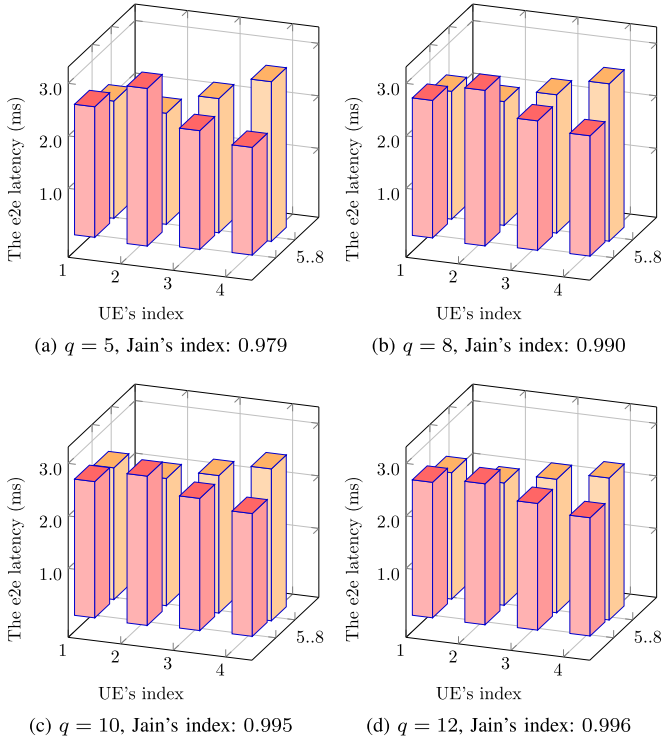 3.0
2.0
1.0
The e2e latency (ms)
1
2
3
4
5..8
UE's index
(a) q = 5, Jain's index: 0.979
3.0
2.0
1.0
The e2e latency (ms)
1
2
3
4
5..8
UE's index
(b) q = 8, Jain's index: 0.990
3.0
2.0
1.0
The e2e latency (ms)
1
2
3
4
5..8
UE's index
(c) q = 10, Jain's index: 0.995
3.0
2.0
1.0
The e2e latency (ms)
1
2
3
4
5..8
UE's index
(d) q = 12, Jain's index: 0.996